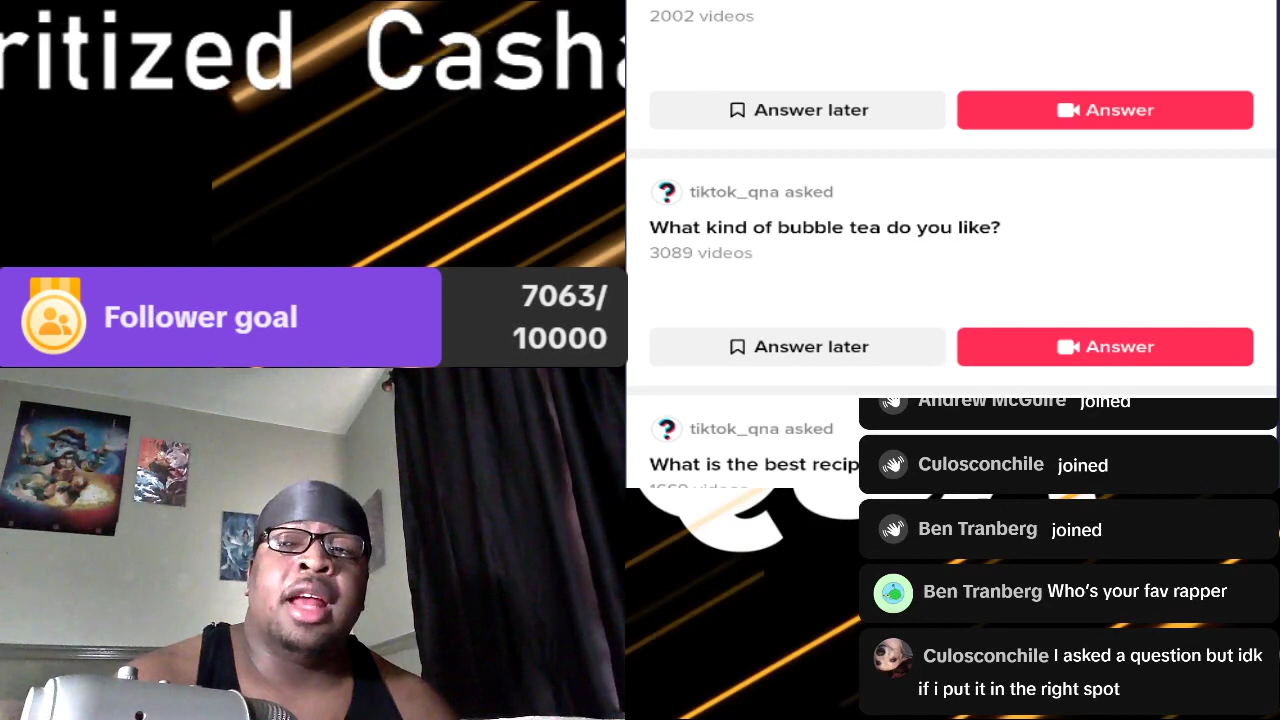 ritized Casha
2002 videos
Answer later
Answer
tiktok_qna asked
What kind of bubble tea do you like?
3089 videos
Answer later
Answer
Follower goal
7063/
10000
tiktok_qna asked
What is the best recip
Andrew McGuire joined
Culosconchile joined
Ben Tranberg joined
Ben Tranberg Who's your fav rapper
Culosconchile I asked a question but idk
if i put it in the right spot